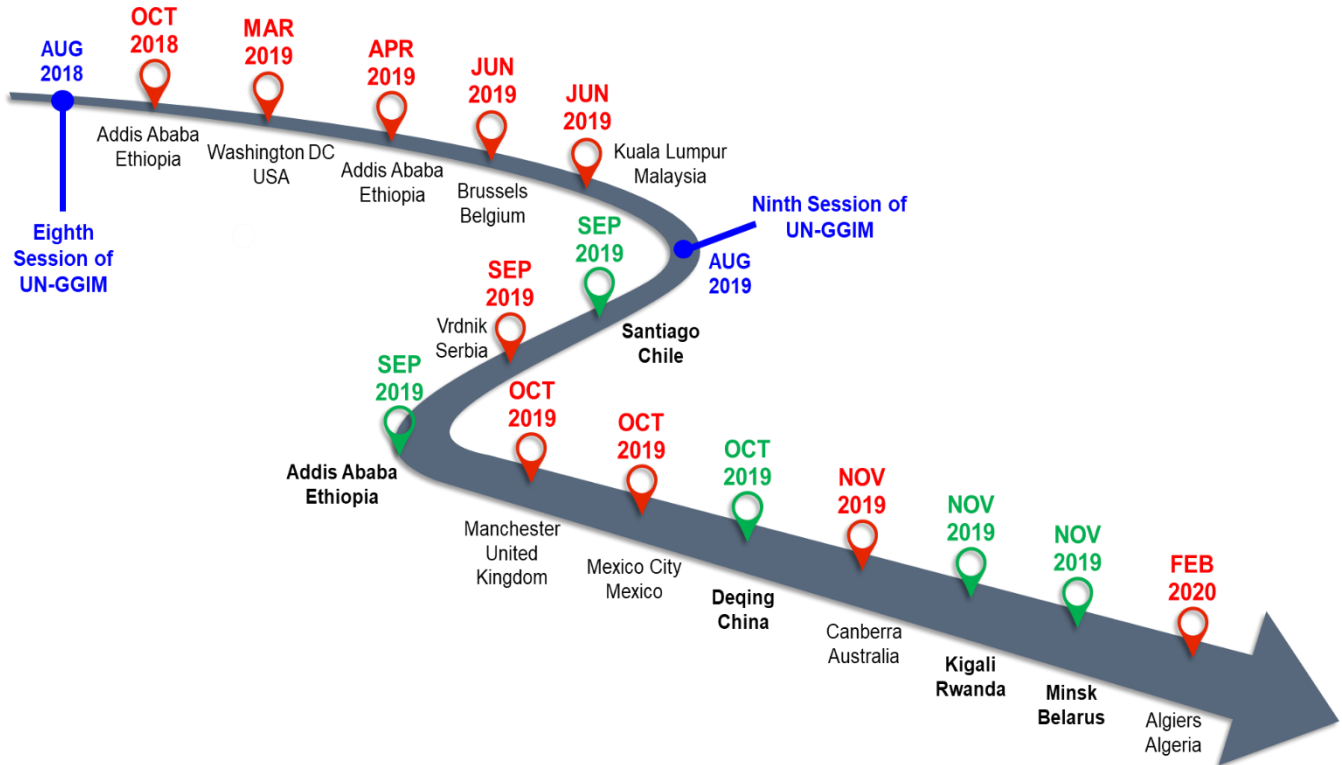 AUG
2018
Eighth
Session of
UN-GGIM
OCT
2018
Addis Ababa
Ethiopia
MAR
2019
Washington DC
USA
APR
2019
Addis Ababa
Ethiopia
JUN
2019
Brussels
Belgium
JUN
2019
Kuala Lumpur
Malaysia
Ninth Session of
UN-GGIM
AUG
2019
SEP
2019
Santiago
Chile
SEP
2019
Vrdnik
Serbia
SEP
2019
Addis Ababa
Ethiopia
OCT
2019
Manchester
United
Kingdom
OCT
2019
Mexico City
Mexico
OCT
2019
Deqing
China
NOV
2019
Canberra
Australia
NOV
2019
Kigali
Rwanda
NOV
2019
Minsk
Belarus
FEB
2020
Algiers
Algeria